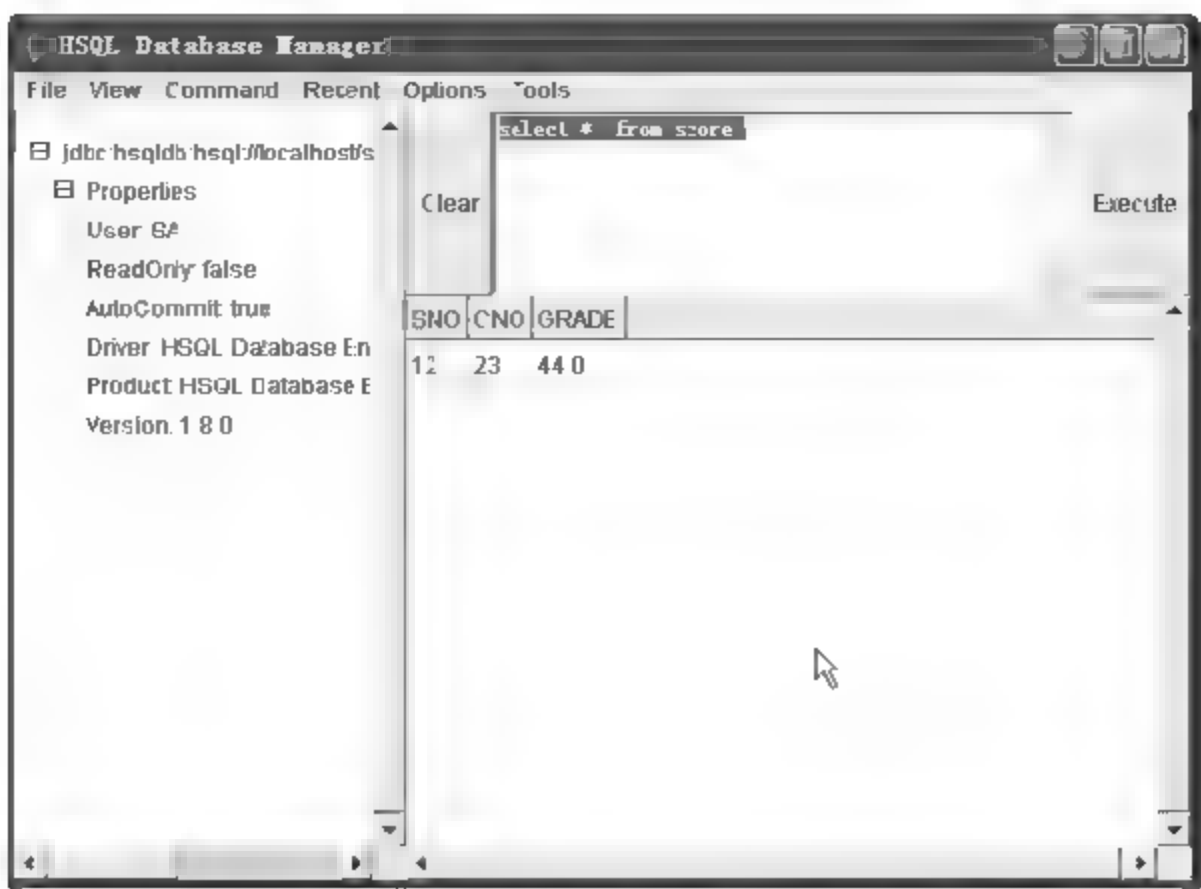 HSQL Database Manager
File View Command Recent Options Tools
select * from score
jdbc:hsqldb:hsql://localhost/s
Properties
User: SA
ReadOnly: false
AutoCommit: true
Driver: HSQL Database En
Product: HSQL Database E
Version: 1.8.0
Clear
Execute
SNO CNO GRADE
12 23 44.0